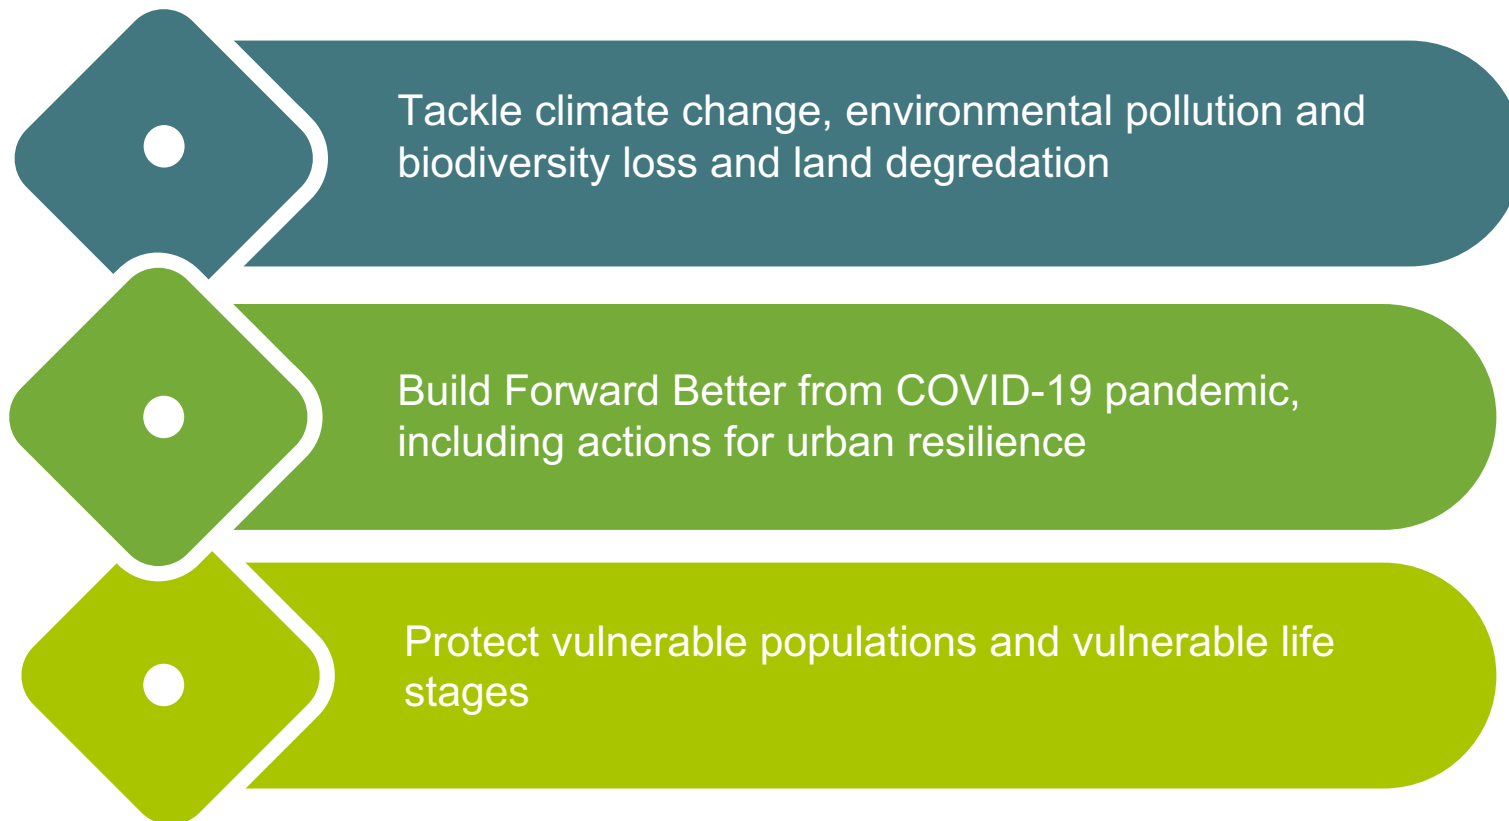 Tackle climate change, environmental pollution and
biodiversity loss and land degredation
Build Forward Better from COVID-19 pandemic,
including actions for urban resilience
Protect vulnerable populations and vulnerable life
stages